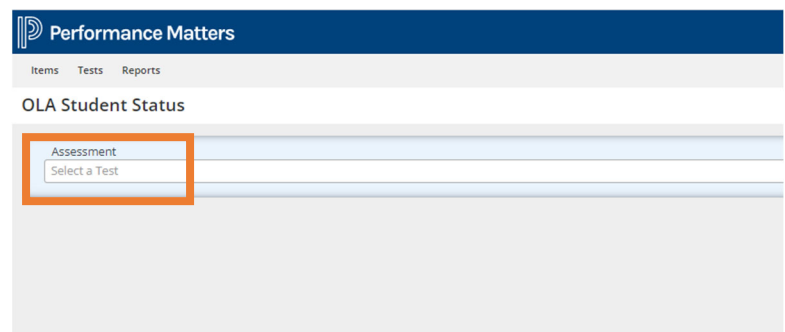 Performance Matters
Items Tests Reports
OLA Student Status
Assessment
Select a Test